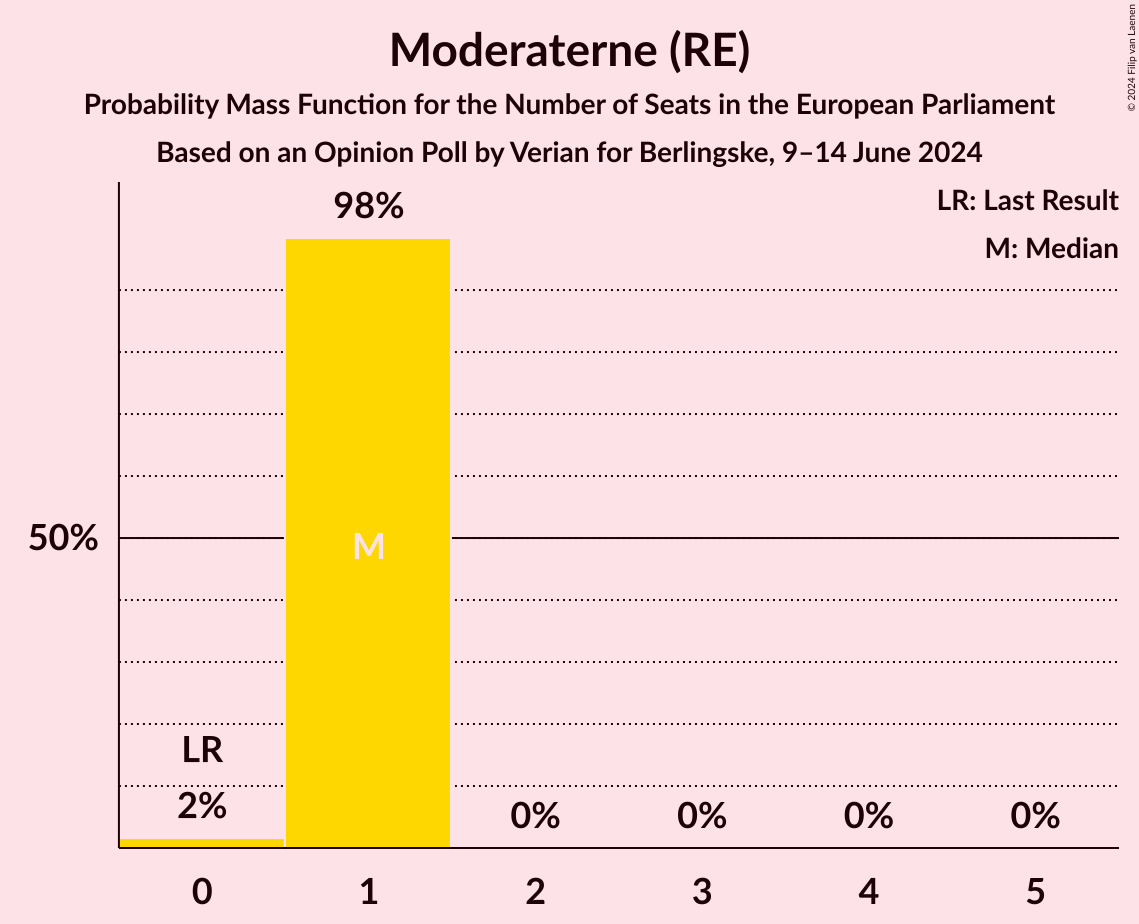 Moderaterne (RE)
Probability Mass Function for the Number of Seats in the European Parliament
Based on an Opinion Poll by Verian for Berlingske, 9–14 June 2024
© 2024 Filip van Laenen
LR: Last Result
M: Median
98%
50%
M
LR
2%
0% 0% 0% 0%
0 1 2 3 4 5